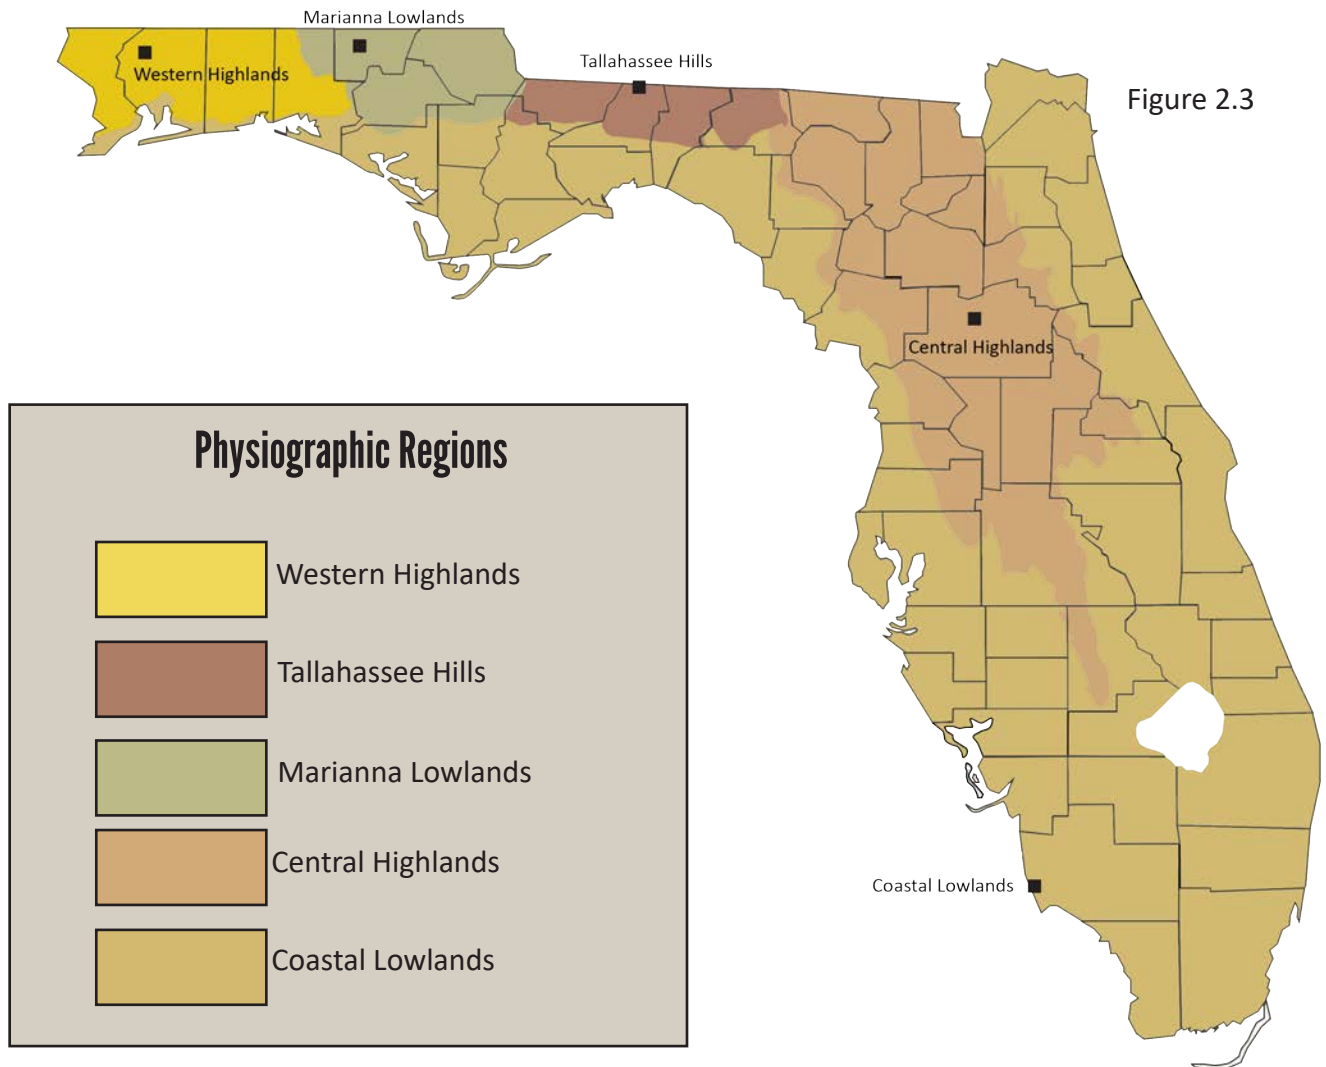 Marianna Lowlands
Western Highlands
Tallahassee Hills
Figure 2.3
Central Highlands
Physiographic Regions
Western Highlands
Tallahassee Hills
Marianna Lowlands
Central Highlands
Coastal Lowlands
Coastal Lowlands